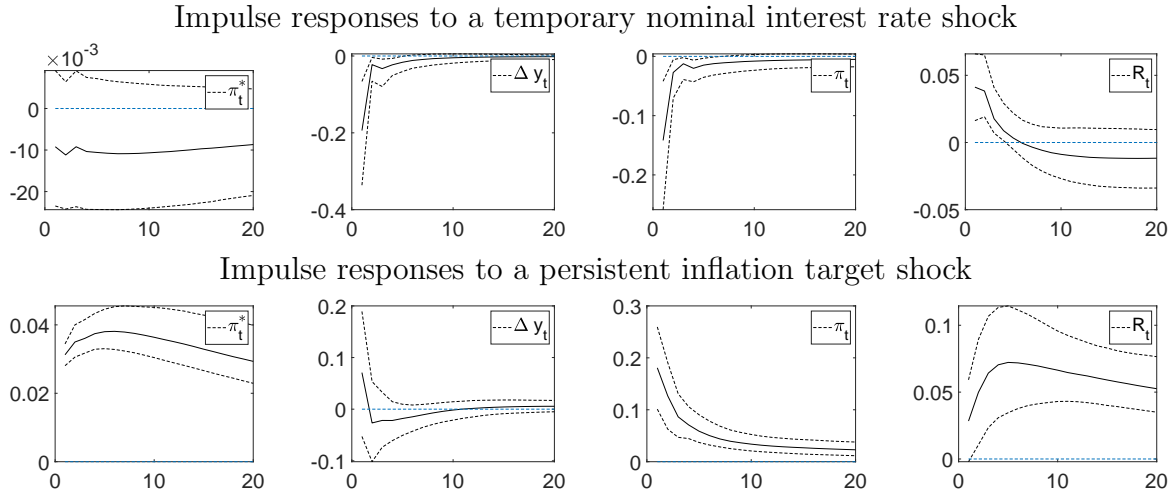 Impulse responses to a temporary nominal interest rate shock
×10⁻³
0
-10
-20
0 10 20
π*ₜ
0
-0.2
-0.4
0 10 20
Δ yₜ
0
-0.1
-0.2
0 10 20
πₜ
0.05
0
-0.05
0 10 20
Rₜ
Impulse responses to a persistent inflation target shock
0.04
0.02
0
0 10 20
π*ₜ
0.2
0.1
0
-0.1
0 10 20
Δ yₜ
0.3
0.2
0.1
0
0 10 20
πₜ
0.1
0.05
0
0 10 20
Rₜ